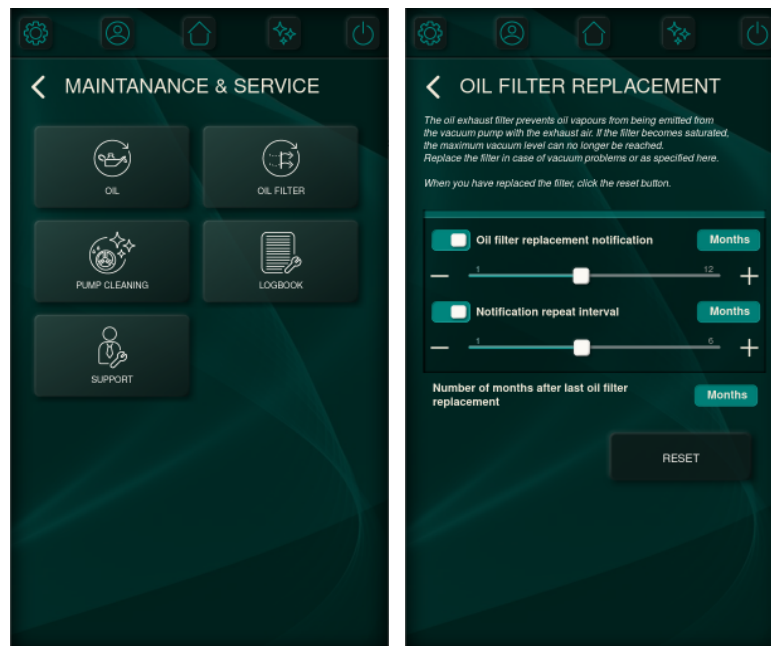 MAINTANANCE & SERVICE
OIL
OIL FILTER
PUMP CLEANING
LOGBOOK
SUPPORT
OIL FILTER REPLACEMENT
The oil exhaust filter prevents oil vapours from being emitted from
the vacuum pump with the exhaust air. If the filter becomes saturated,
the maximum vacuum level can no longer be reached.
Replace the filter in case of vacuum problems or as specified here.
When you have replaced the filter, click the reset button.
Oil filter replacement notification Months
1 12
Notification repeat interval Months
1 6
Number of months after last oil filter
replacement
Months
RESET